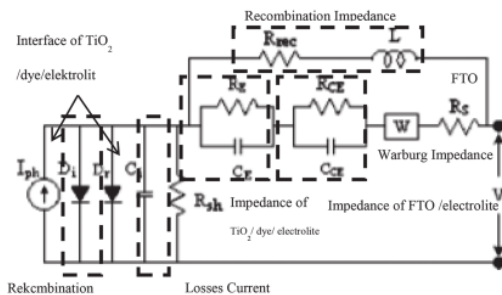 Recombination Impedance
Interface of TiO2
/dye/elektrolit
Rrec
L
FTO
RE
RCE
RS
W
CE
CCE
Warburg Impedance
Iph
Di
Dr
Rsh
V
Impedance of
TiO2/ dye/ electrolite
Impedance of FTO /electrolite
Rekcmbination
Losses Current